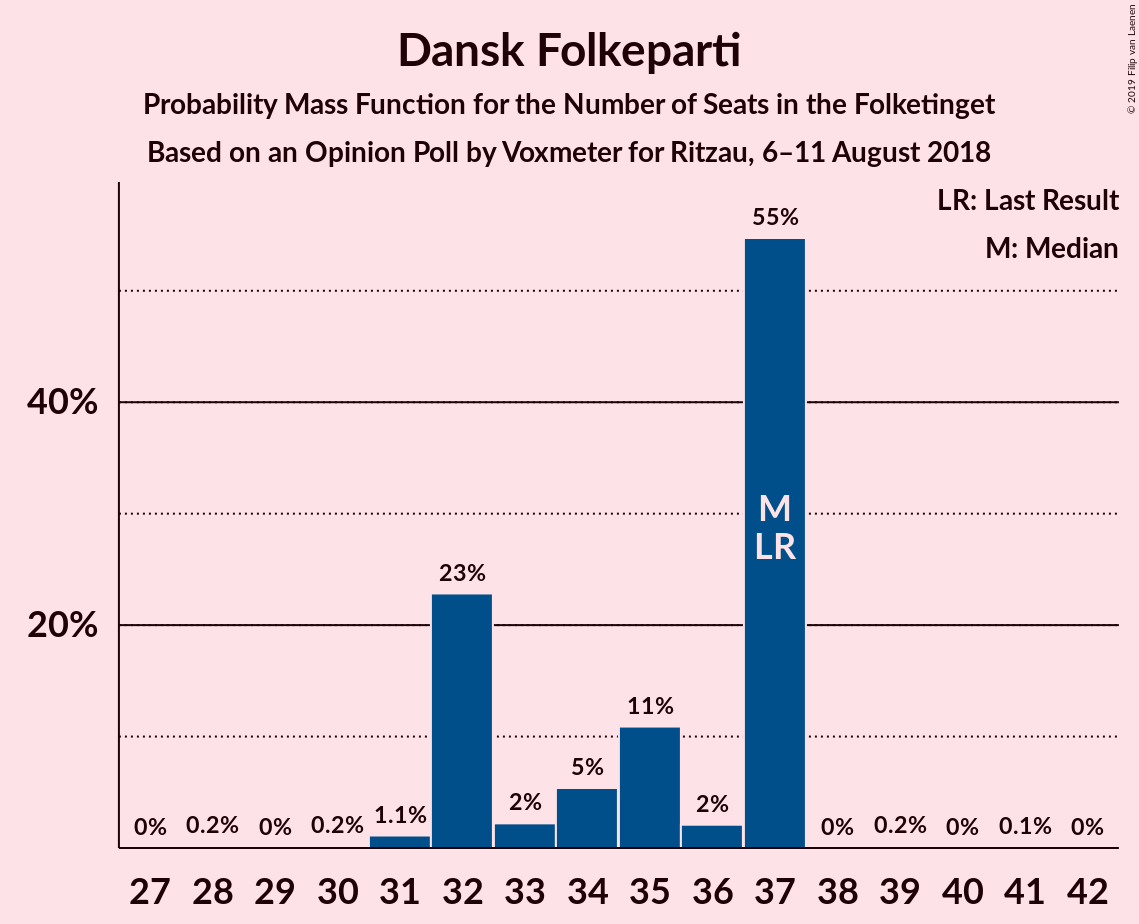 Dansk Folkeparti
Probability Mass Function for the Number of Seats in the Folketinget
Based on an Opinion Poll by Voxmeter for Ritzau, 6–11 August 2018
© 2019 Filip van Laenen
LR: Last Result
M: Median
40%
20%
0%
0.2%
0%
0.2%
1.1%
23%
2%
5%
11%
2%
55%
0%
0.2%
0%
0.1%
0%
M
LR
27 28 29 30 31 32 33 34 35 36 37 38 39 40 41 42